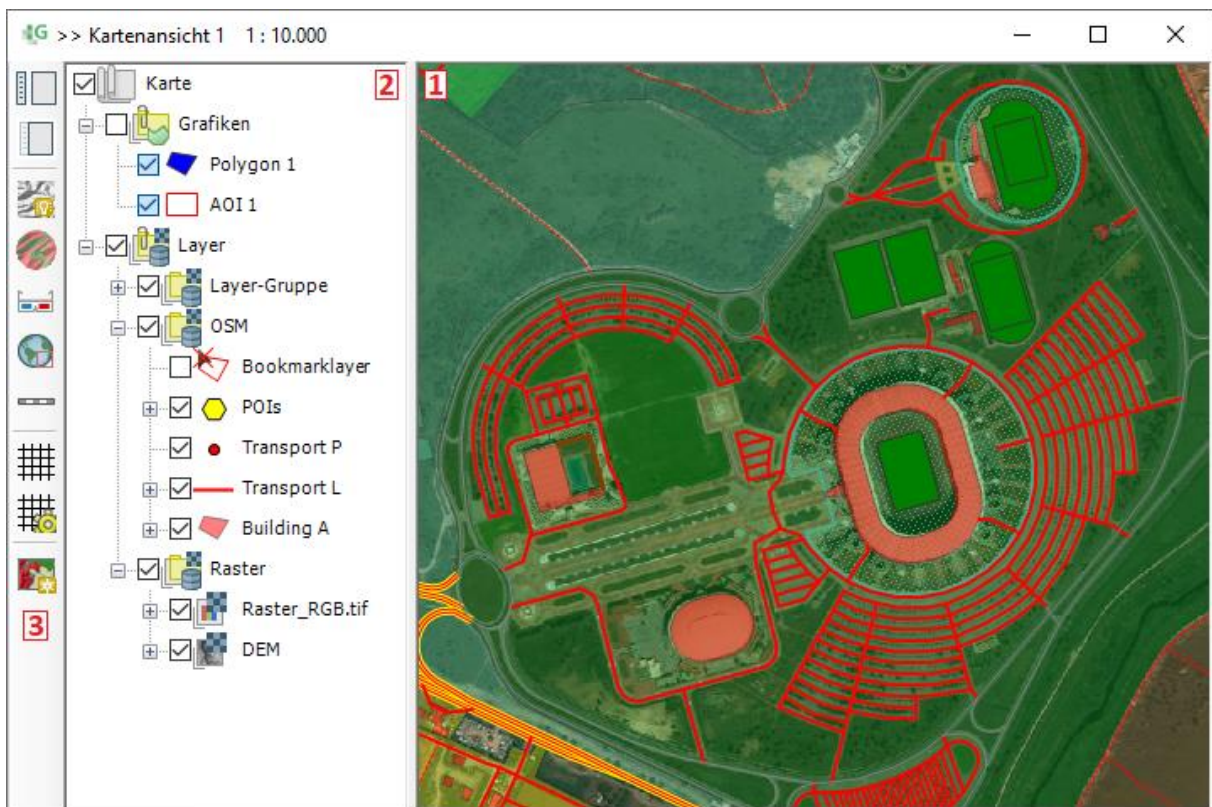 G >> Kartenansicht 1 1 : 10.000
Karte
2
1
Grafiken
Polygon 1
AOI 1
Layer
Layer-Gruppe
OSM
Bookmarklayer
POIs
Transport P
Transport L
Building A
Raster
Raster_RGB.tif
DEM
3